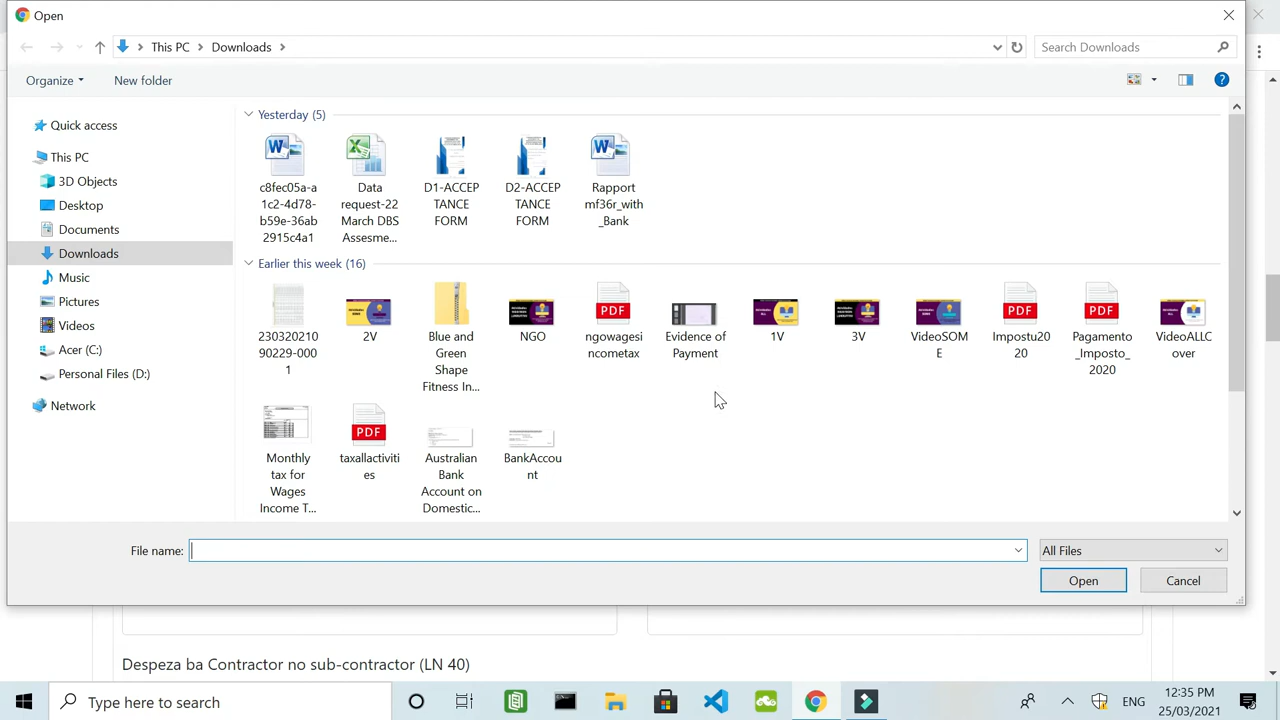 Open
This PC
Downloads
Search Downloads
Organize
New folder
Quick access
This PC
3D Objects
Desktop
Documents
Downloads
Music
Pictures
Videos
Acer (C:)
Personal Files (D:)
Network
Yesterday (5)
c8fec05a-a
1c2-4d78-
b59e-36ab
2915c4a1
Data
request-22
March DBS
Assesme...
D1-ACCEP
TANCE
FORM
D2-ACCEP
TANCE
FORM
Rapport
mf36r_with
_Bank
Earlier this week (16)
230320210
90229-000
1
2V
Blue and
Green
Shape
Fitness In...
NGO
PDF
ngowagesi
ncometax
Evidence of
Payment
1V
3V
VideoSOM
E
PDF
Impostu20
20
PDF
Pagamento
_Imposto_
2020
VideoALLC
over
Monthly
tax for
Wages
Income T...
PDF
taxallactiviti
es
Australian
Bank
Account on
Domestic...
BankAccou
nt
File name:
All Files
Open
Cancel
Despeza ba Contractor no sub-contractor (LN 40)
Type here to search
ENG
12:35 PM
25/03/2021